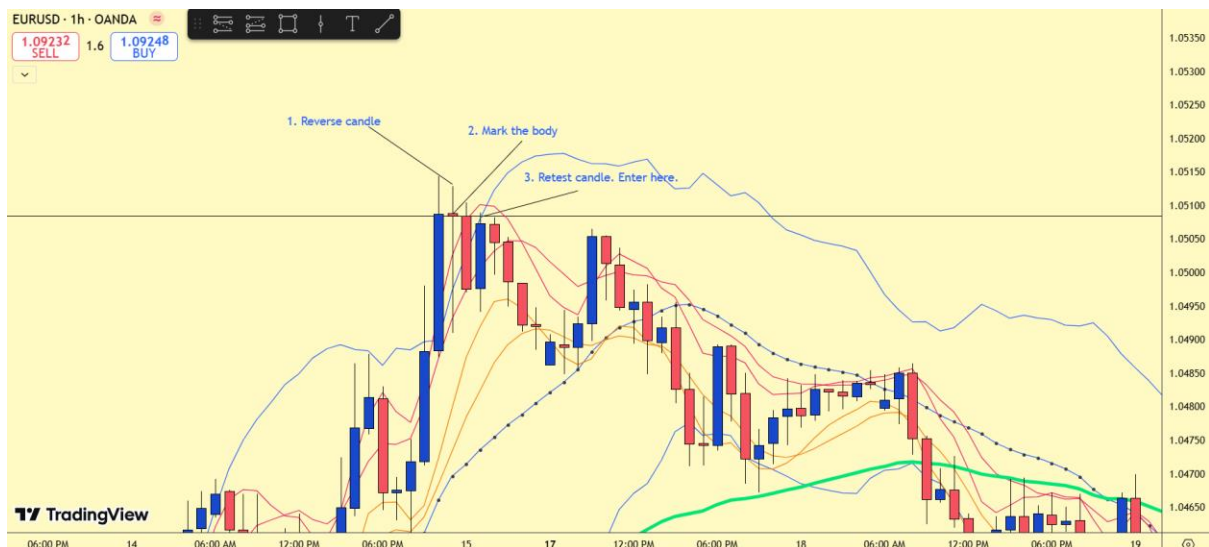 EURUSD · 1h · OANDA
1.09232 1.6 1.09248
SELL BUY
1. Reverse candle
2. Mark the body
3. Retest candle. Enter here.
1.05350
1.05300
1.05250
1.05200
1.05150
1.05100
1.05050
1.05000
1.04950
1.04900
1.04850
1.04800
1.04750
1.04700
1.04650
TradingView
06:00 PM 14 06:00 AM 12:00 PM 06:00 PM 15 17 12:00 PM 06:00 PM 18 06:00 AM 12:00 PM 06:00 PM 19